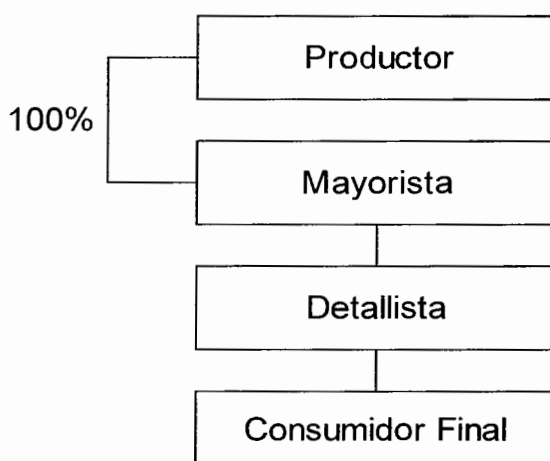 Productor
100%
Mayorista
Detallista
Consumidor Final